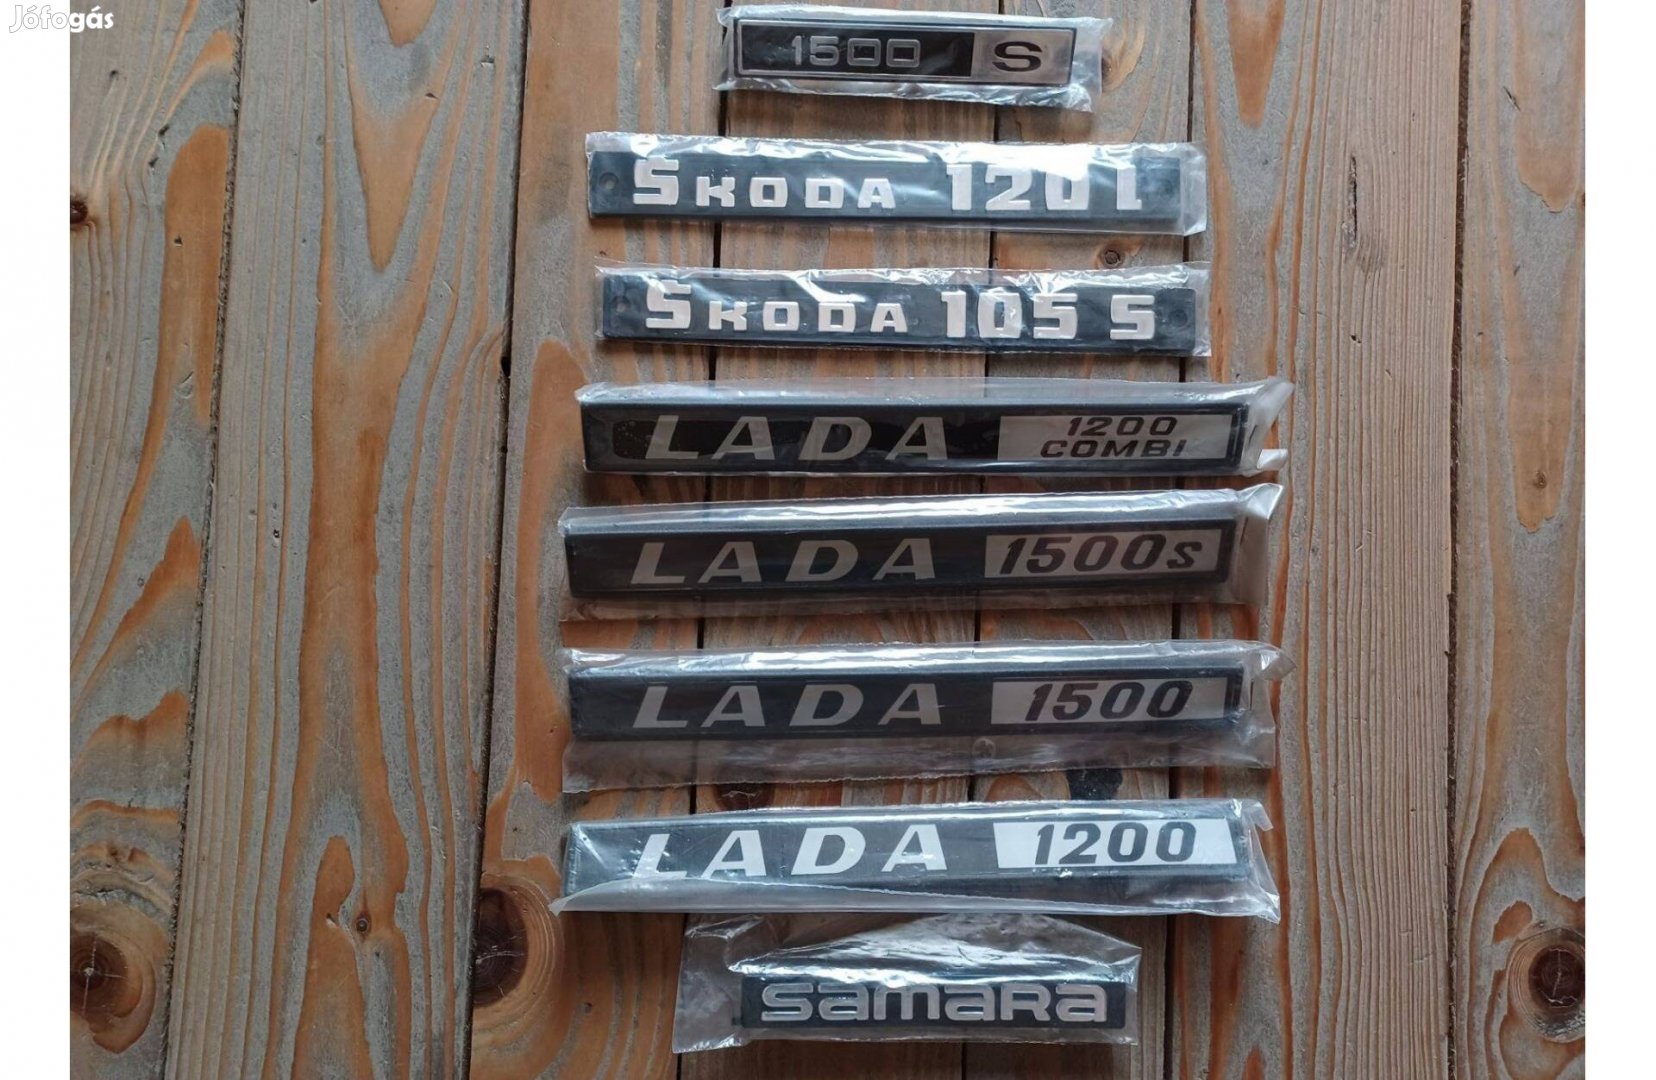 Jófogás
1500 S
ŠKODA 120 L
ŠKODA 105 S
LADA 1200
COMBI
LADA 1500s
LADA 1500
LADA 1200
samara